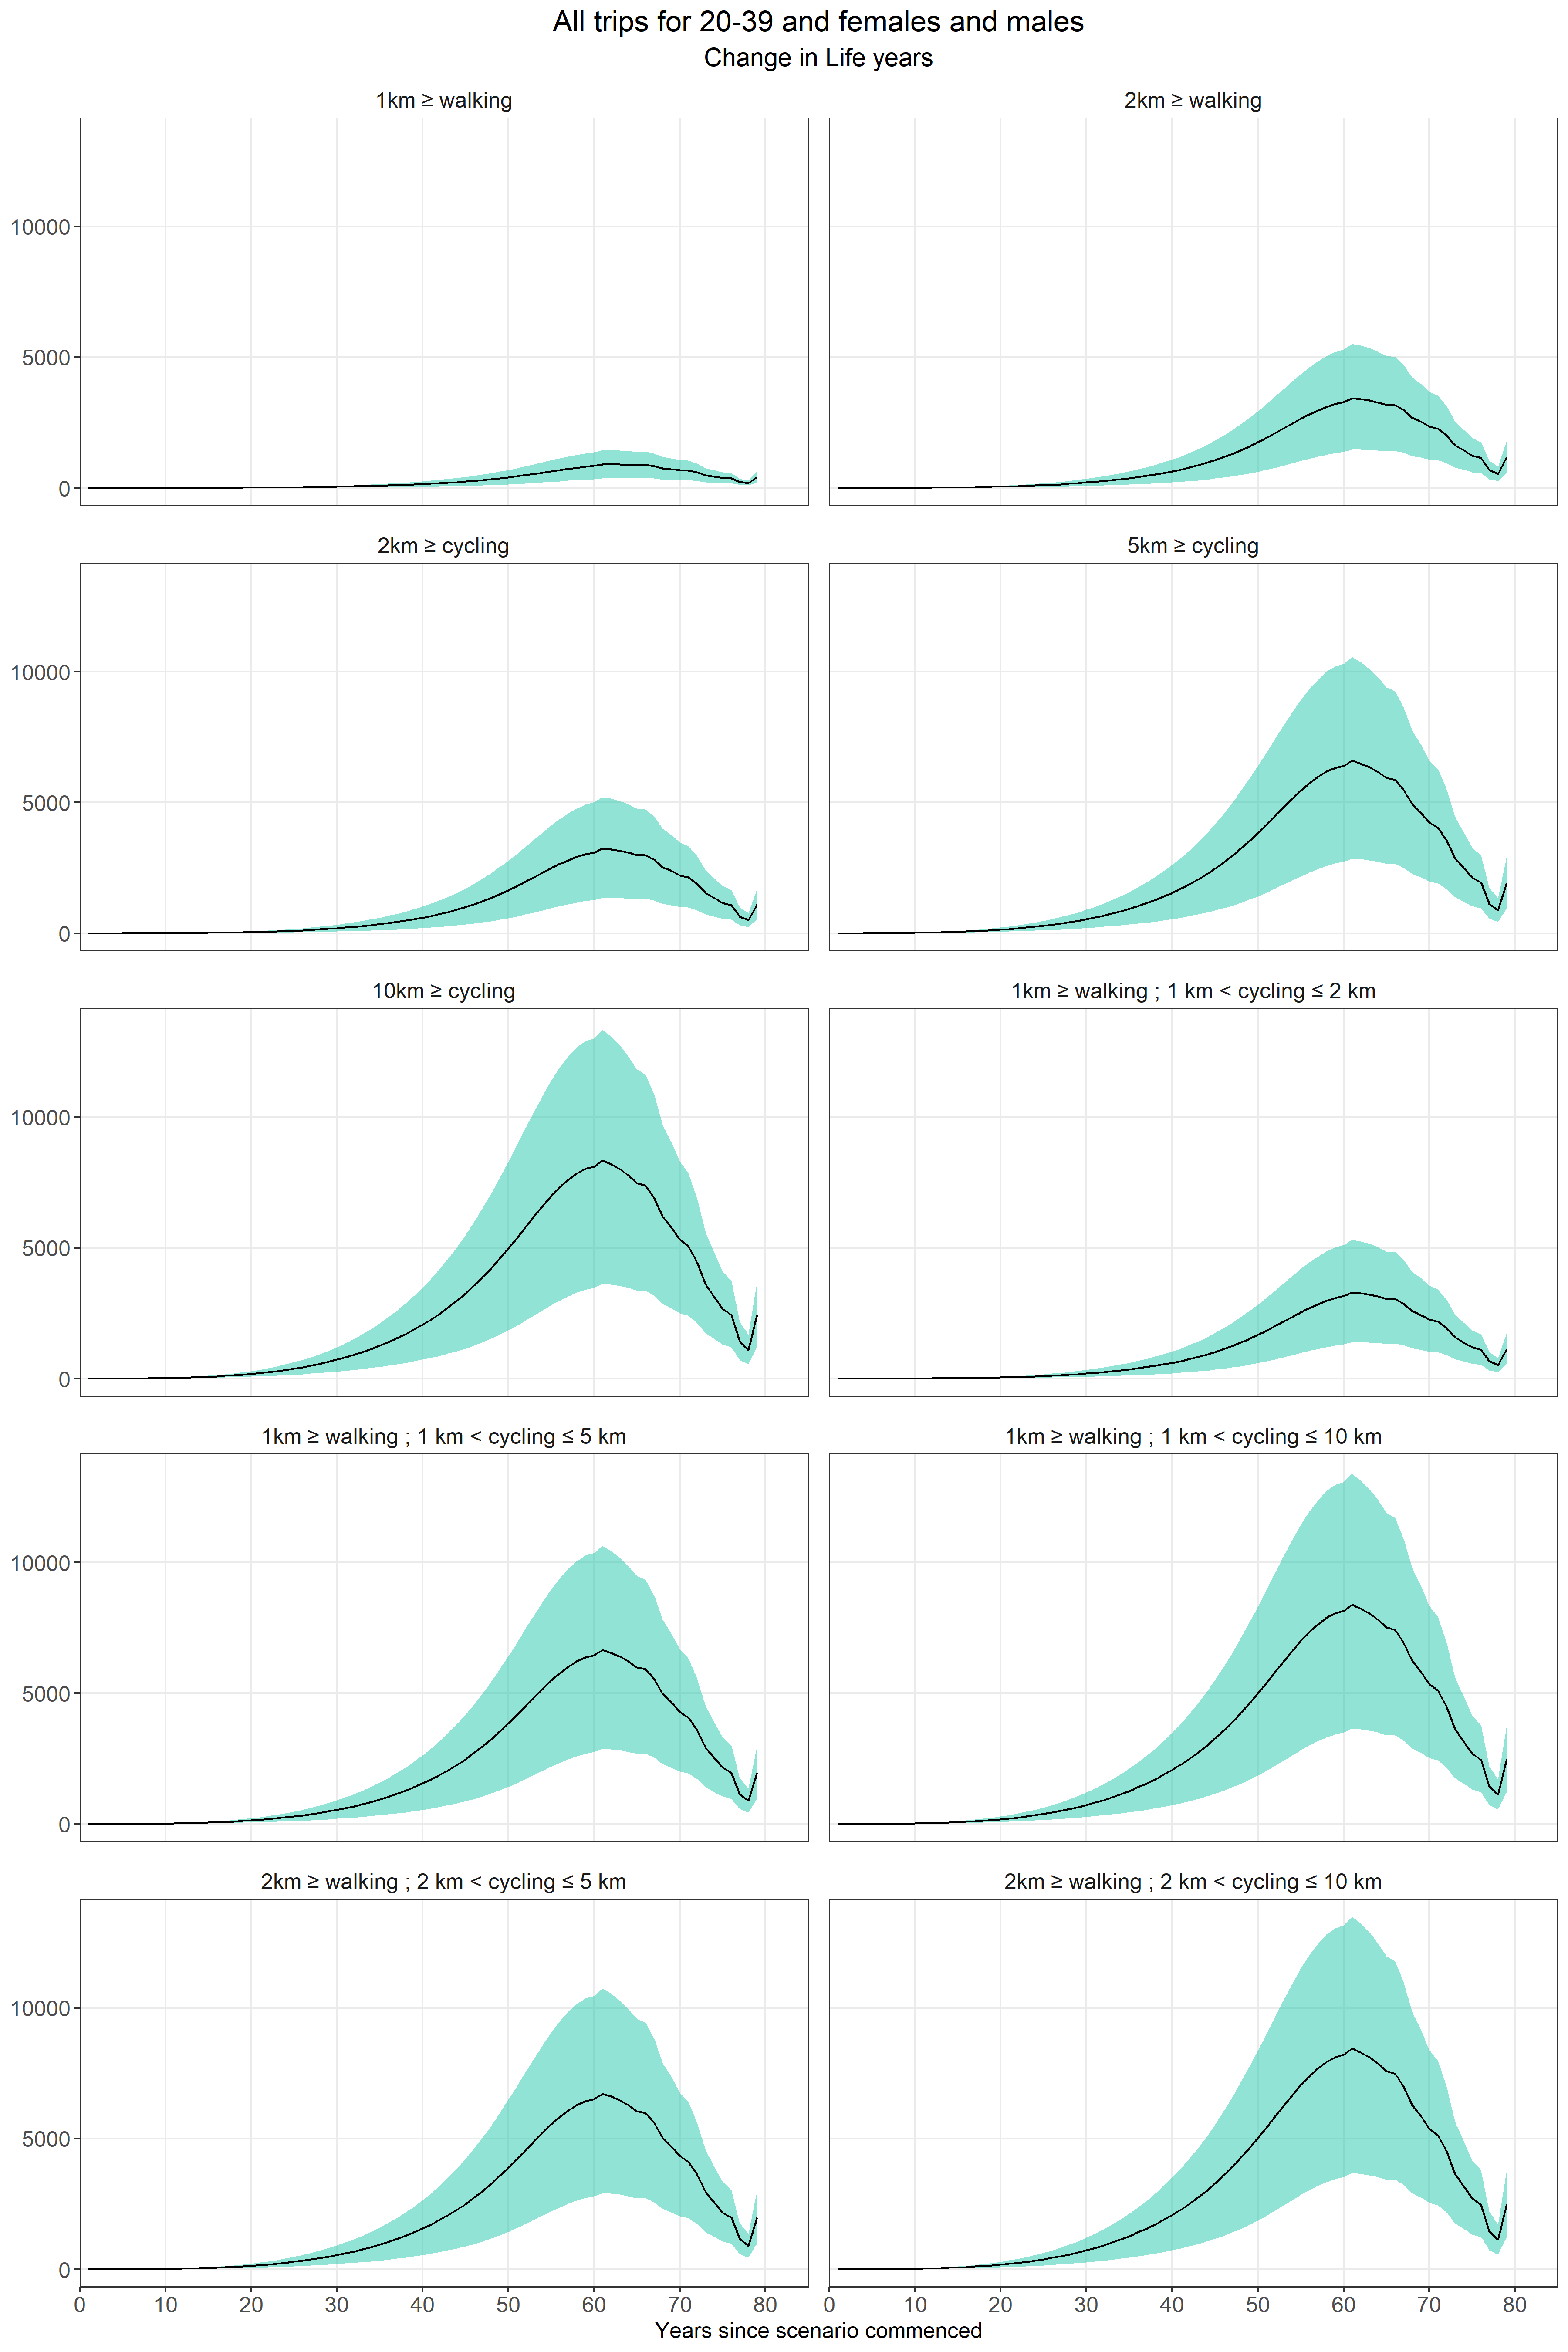 All trips for 20-39 and females and males
Change in Life years
1km ≥ walking
2km ≥ walking
10000
5000
0
2km ≥ cycling
5km ≥ cycling
10000
5000
0
10km ≥ cycling
1km ≥ walking ; 1 km < cycling ≤ 2 km
10000
5000
0
1km ≥ walking ; 1 km < cycling ≤ 5 km
1km ≥ walking ; 1 km < cycling ≤ 10 km
10000
5000
0
2km ≥ walking ; 2 km < cycling ≤ 5 km
2km ≥ walking ; 2 km < cycling ≤ 10 km
10000
5000
0
0 10 20 30 40 50 60 70 80
0 10 20 30 40 50 60 70 80
Years since scenario commenced